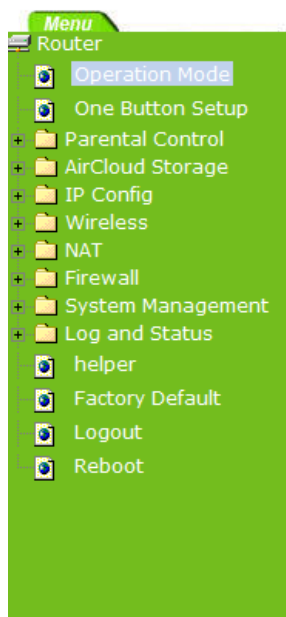 Menu
Router
Operation Mode
One Button Setup
Parental Control
AirCloud Storage
IP Config
Wireless
NAT
Firewall
System Management
Log and Status
helper
Factory Default
Logout
Reboot